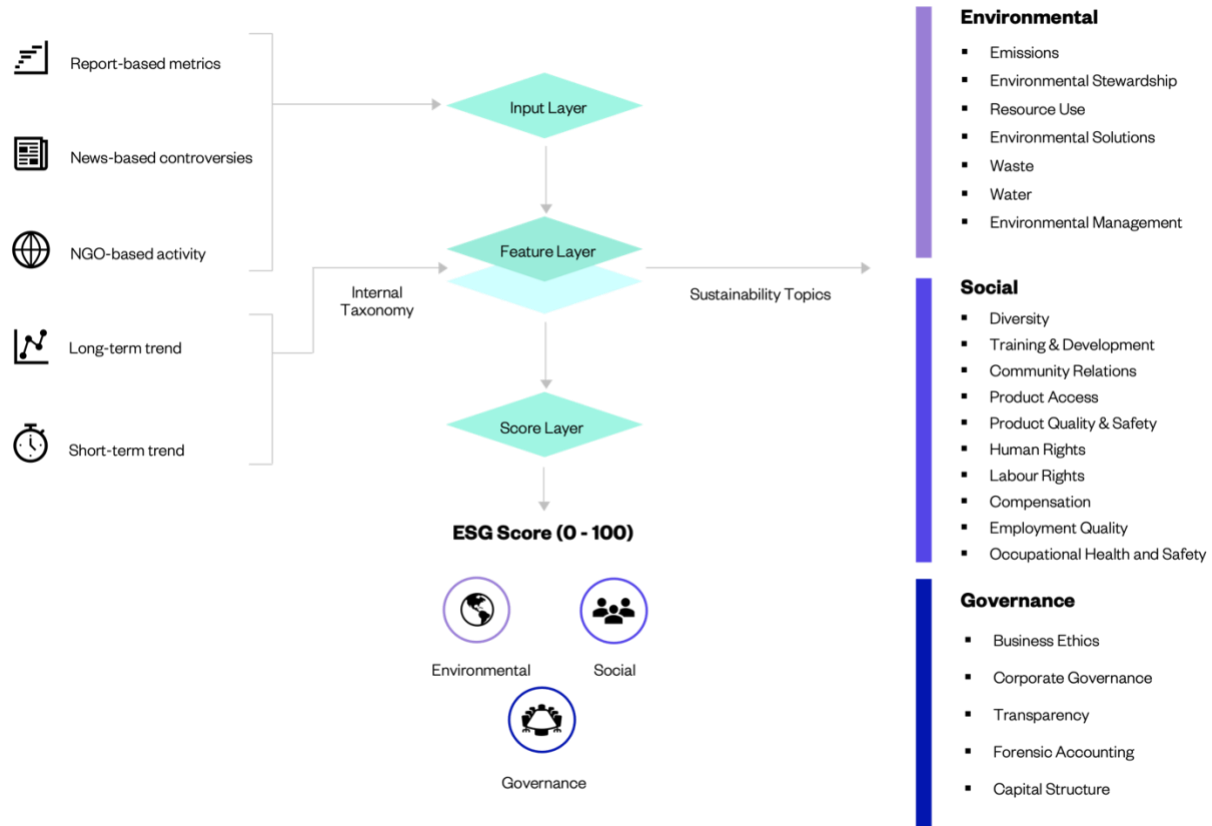 Report-based metrics
News-based controversies
NGO-based activity
Long-term trend
Short-term trend
Input Layer
Feature Layer
Internal
Taxonomy
Sustainability Topics
Score Layer
ESG Score (0 - 100)
Environmental
Social
Governance
Environmental
Emissions
Environmental Stewardship
Resource Use
Environmental Solutions
Waste
Water
Environmental Management
Social
Diversity
Training & Development
Community Relations
Product Access
Product Quality & Safety
Human Rights
Labour Rights
Compensation
Employment Quality
Occupational Health and Safety
Governance
Business Ethics
Corporate Governance
Transparency
Forensic Accounting
Capital Structure